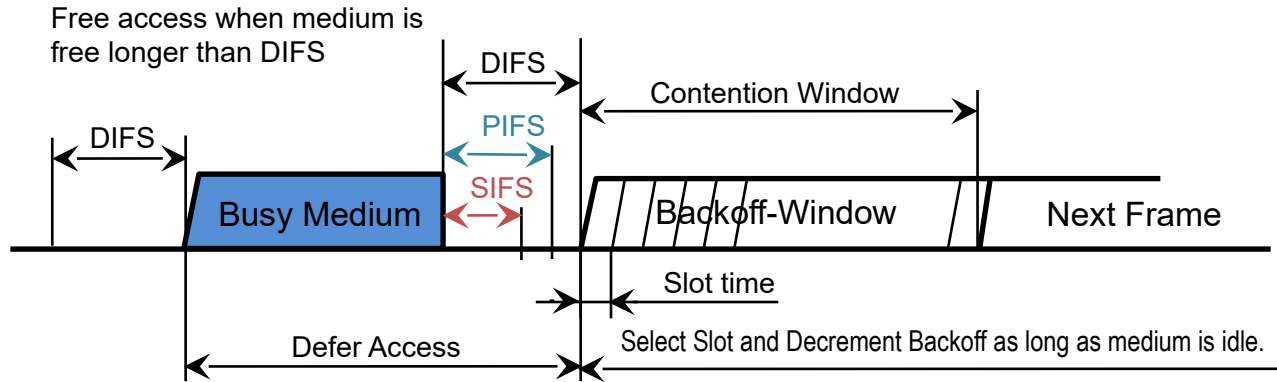 Free access when medium is
free longer than DIFS
DIFS
Contention Window
DIFS
PIFS
SIFS
Busy Medium
Backoff-Window
Next Frame
Slot time
Defer Access
Select Slot and Decrement Backoff as long as medium is idle.